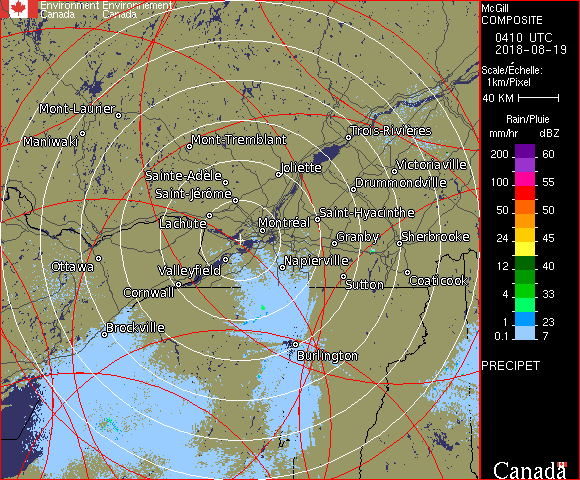 Environment Environnement
Canada Canada
McGill
COMPOSITE
0410 UTC
2018-08-19
Scale/Échelle:
1km/Pixel
40 KM
Rain/Pluie
mm/hr dBZ
200 60
55
100 55
50 50
24 45
12 40
4 33
1 23
0.1 7
PRECIPET
Canada
Mont-Laurier
Maniwaki
Mont-Tremblant
Trois-Rivières
Sainte-Adèle
Joliette
Victoriaville
Saint-Jérôme
Drummondville
Lachute
Montréal
Saint-Hyacinthe
Granby
Sherbrooke
Ottawa
Valleyfield
Napierville
Cornwall
Sutton
Coaticook
Brockville
Burlington